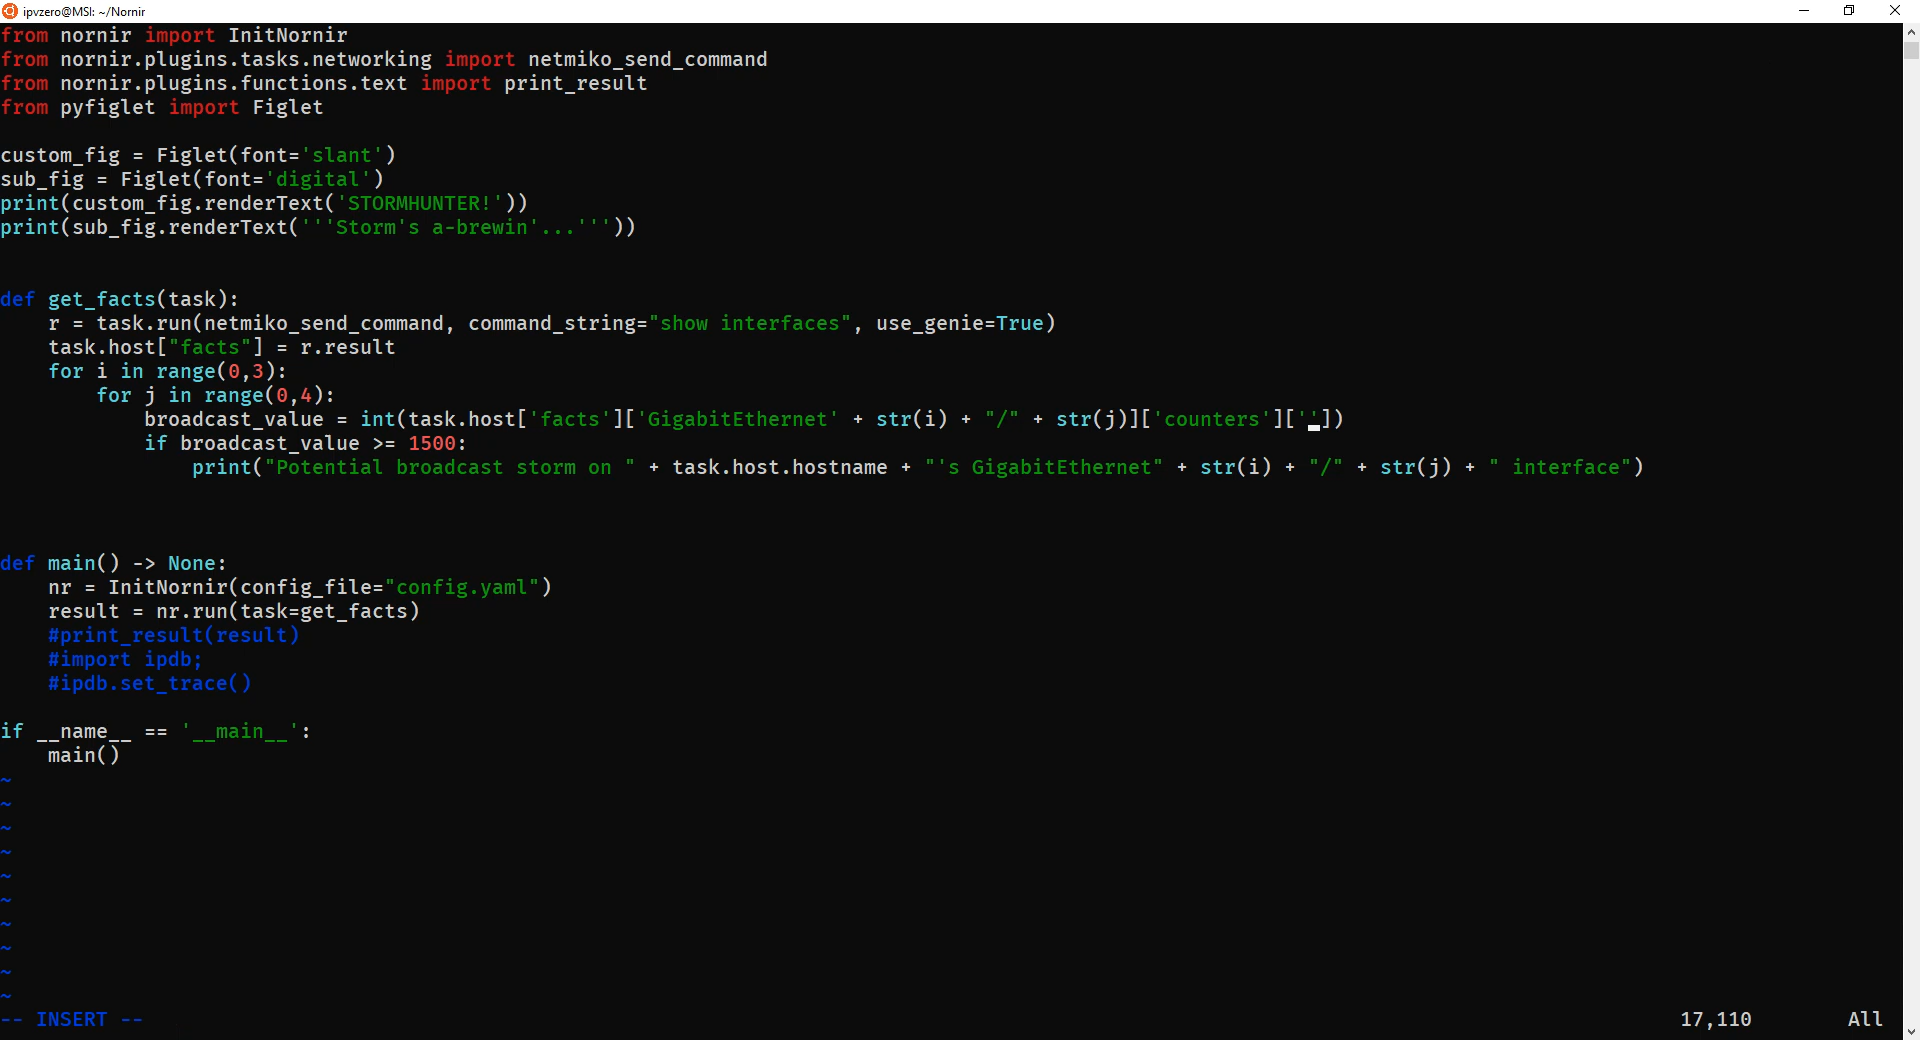 ipvzero@MSI: ~/Nornir
from nornir import InitNornir
from nornir.plugins.tasks.networking import netmiko_send_command
from nornir.plugins.functions.text import print_result
from pyfiglet import Figlet
custom_fig = Figlet(font='slant')
sub_fig = Figlet(font='digital')
print(custom_fig.renderText('STORMHUNTER!'))
print(sub_fig.renderText('''Storm's a-brewin'...'''))
def get_facts(task):
    r = task.run(netmiko_send_command, command_string="show interfaces", use_genie=True)
    task.host["facts"] = r.result
    for i in range(0,3):
        for j in range(0,4):
            broadcast_value = int(task.host['facts']['GigabitEthernet' + str(i) + "/" + str(j)]['counters'][''])
            if broadcast_value >= 1500:
                print("Potential broadcast storm on " + task.host.hostname + "'s GigabitEthernet" + str(i) + "/" + str(j) + " interface")
def main() -> None:
    nr = InitNornir(config_file="config.yaml")
    result = nr.run(task=get_facts)
    #print_result(result)
    #import ipdb;
    #ipdb.set_trace()
if __name__ == '__main__':
    main()
~
~
~
~
~
~
~
~
~
~
-- INSERT -- 17,110 All